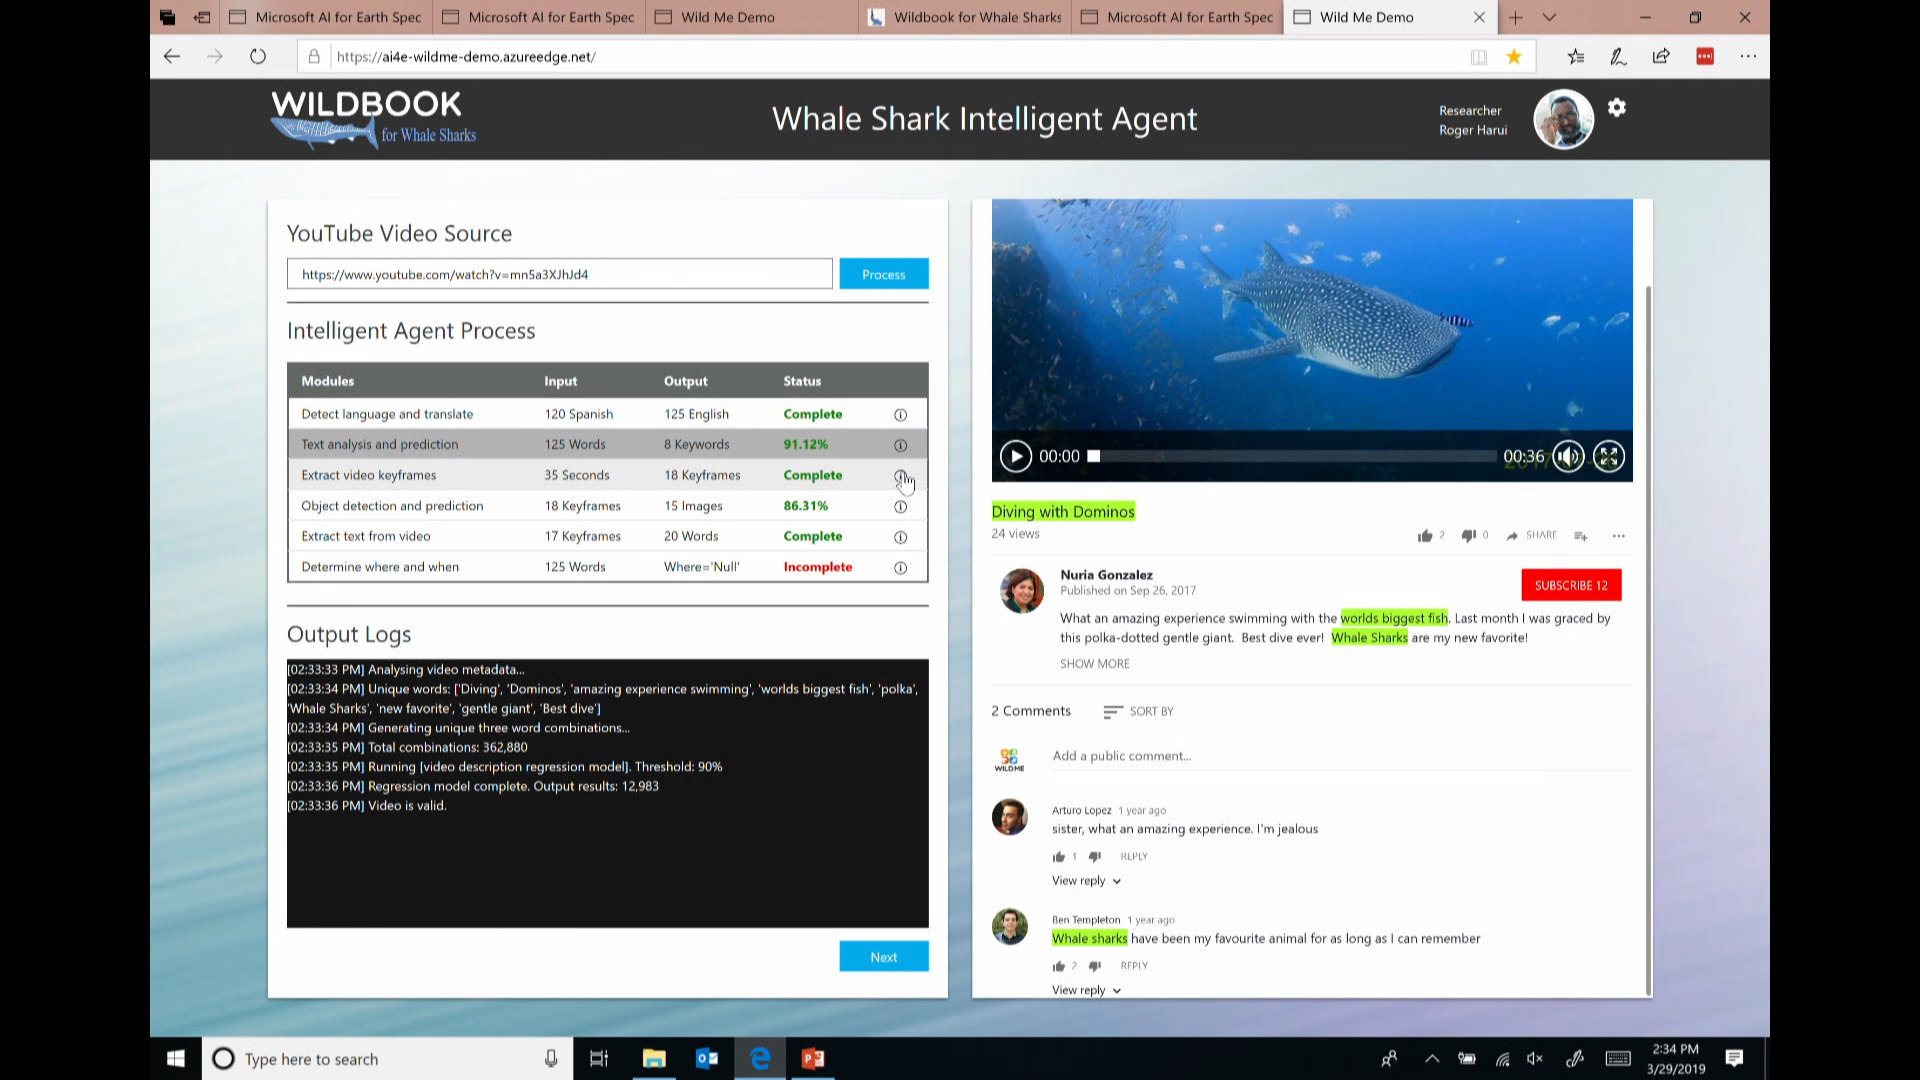 Microsoft AI for Earth Spec
Microsoft AI for Earth Spec
Wild Me Demo
Wildbook for Whale Sharks
Microsoft AI for Earth Spec
Wild Me Demo
https://ai4e-wildme-demo.azureedge.net/
WILDBOOK
for Whale Sharks
Whale Shark Intelligent Agent
Researcher
Roger Harui
YouTube Video Source
https://www.youtube.com/watch?v=mn5a3XJhJd4
Process
Intelligent Agent Process
Modules Input Output Status
Detect language and translate 120 Spanish 125 English Complete
Text analysis and prediction 125 Words 8 Keywords 91.12%
Extract video keyframes 35 Seconds 18 Keyframes Complete
Object detection and prediction 18 Keyframes 15 Images 86.31%
Extract text from video 17 Keyframes 20 Words Complete
Determine where and when 125 Words Where='Null' Incomplete
Output Logs
[02:33:33 PM] Analysing video metadata...
[02:33:34 PM] Unique words: ['Diving', 'Dominos', 'amazing experience swimming', 'worlds biggest fish', 'polka',
'Whale Sharks', 'new favorite', 'gentle giant', 'Best dive']
[02:33:34 PM] Generating unique three word combinations...
[02:33:35 PM] Total combinations: 362,880
[02:33:35 PM] Running [video description regression model]. Threshold: 90%
[02:33:36 PM] Regression model complete. Output results: 12,983
[02:33:36 PM] Video is valid.
Next
00:00
00:36
Diving with Dominos
24 views
2 0 SHARE
Nuria Gonzalez
Published on Sep 26, 2017
SUBSCRIBE 12
What an amazing experience swimming with the worlds biggest fish. Last month I was graced by
this polka-dotted gentle giant. Best dive ever! Whale Sharks are my new favorite!
SHOW MORE
2 Comments SORT BY
WILDME
Add a public comment...
Arturo Lopez 1 year ago
sister, what an amazing experience. I'm jealous
1 REPLY
View reply
Ben Templeton 1 year ago
Whale sharks have been my favourite animal for as long as I can remember
2 REPLY
View reply
Type here to search
2:34 PM
3/29/2019